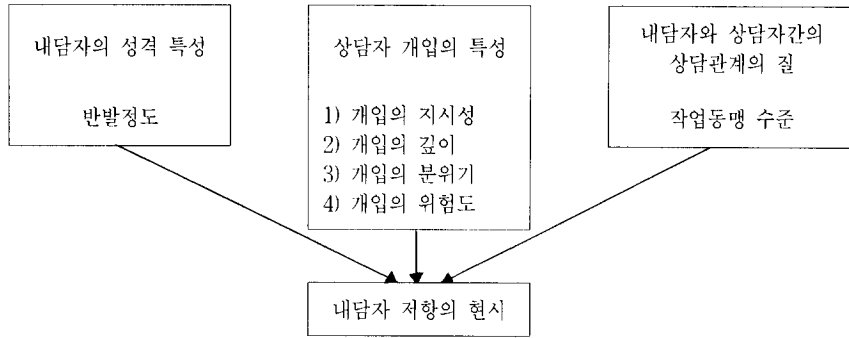 내담자의 성격 특성
반발정도
상담자 개입의 특성
1) 개입의 지시성
2) 개입의 깊이
3) 개입의 분위기
4) 개입의 위험도
내담자와 상담자간의
상담관계의 질
작업동맹 수준
내담자 저항의 현시